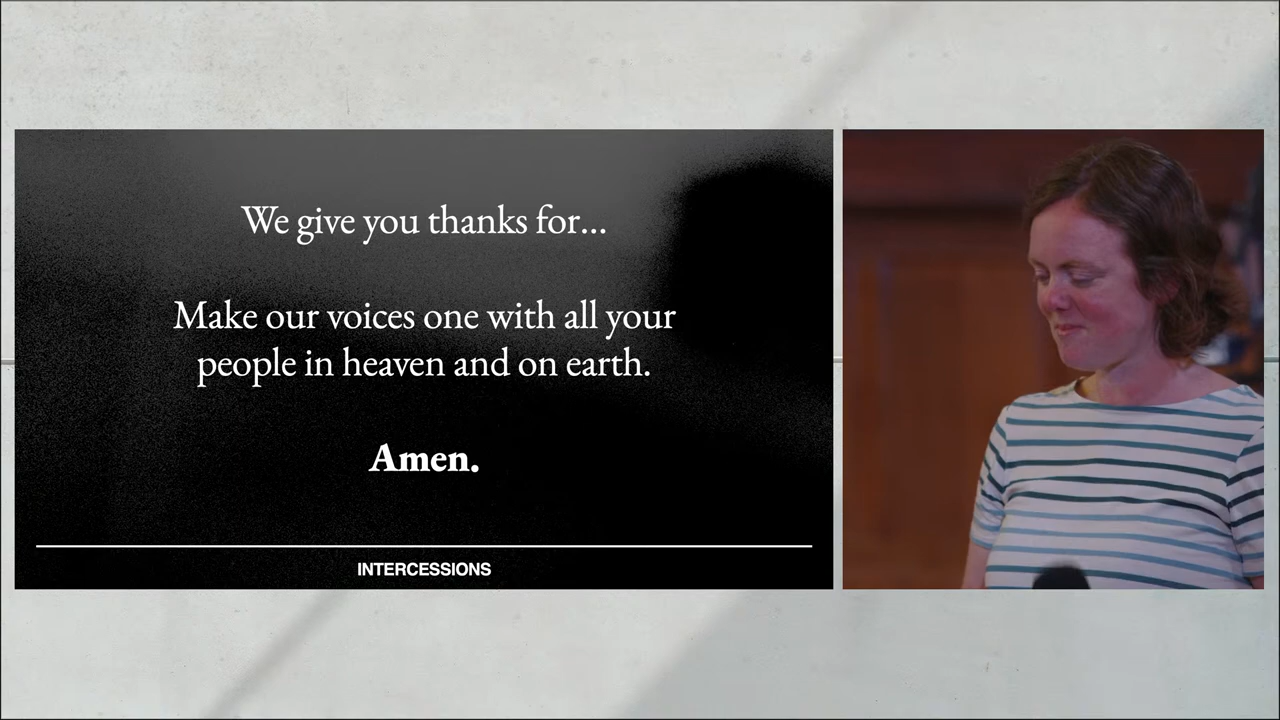 We give you thanks for...
Make our voices one with all your
people in heaven and on earth.
Amen.
INTERCESSIONS